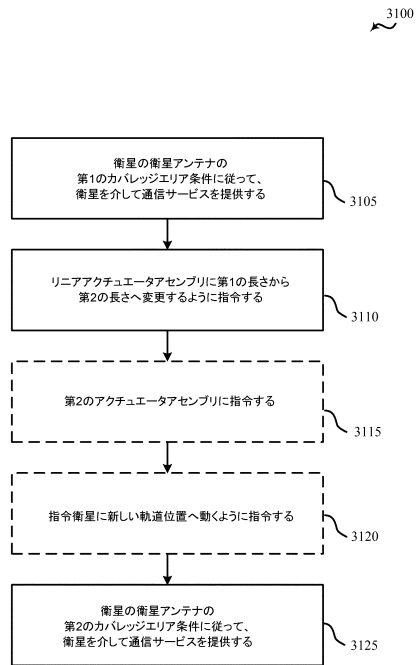 3100
衛星の衛星アンテナの
第1のカバレッジエリア条件に従って、
衛星を介して通信サービスを提供する
3105
リニアアクチュエータアセンブリに第1の長さから
第2の長さへ変更するように指令する
3110
第2のアクチュエータアセンブリに指令する
3115
指令衛星に新しい軌道位置へ動くように指令する
3120
衛星の衛星アンテナの
第2のカバレッジエリア条件に従って、
衛星を介して通信サービスを提供する
3125